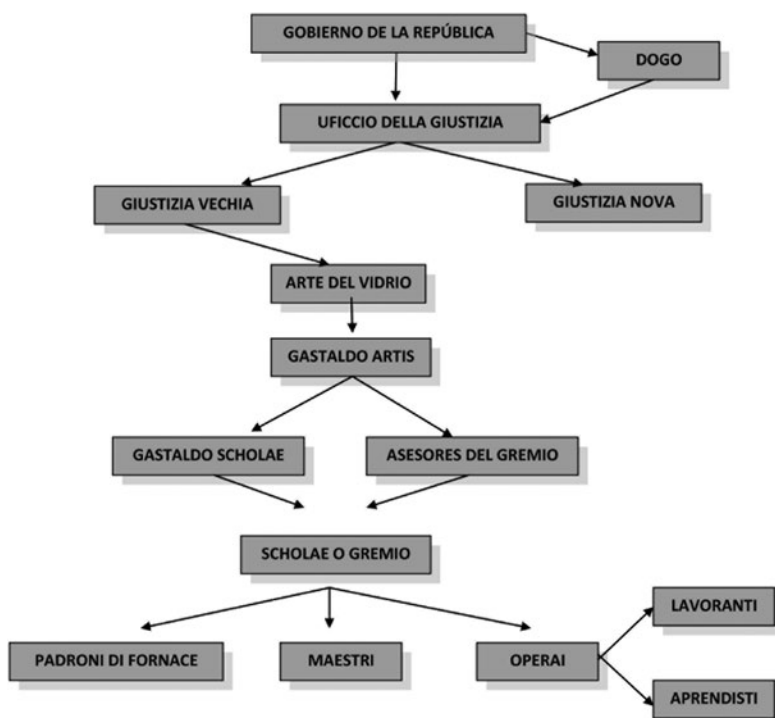 GOBIERNO DE LA REPÚBLICA
DOGO
UFICCIO DELLA GIUSTIZIA
GIUSTIZIA VECHIA
GIUSTIZIA NOVA
ARTE DEL VIDRIO
GASTALDO ARTIS
GASTALDO SCHOLAE
ASESORES DEL GREMIO
SCHOLAE O GREMIO
LAVORANTI
PADRONI DI FORNACE
MAESTRI
OPERAI
APRENDISTI